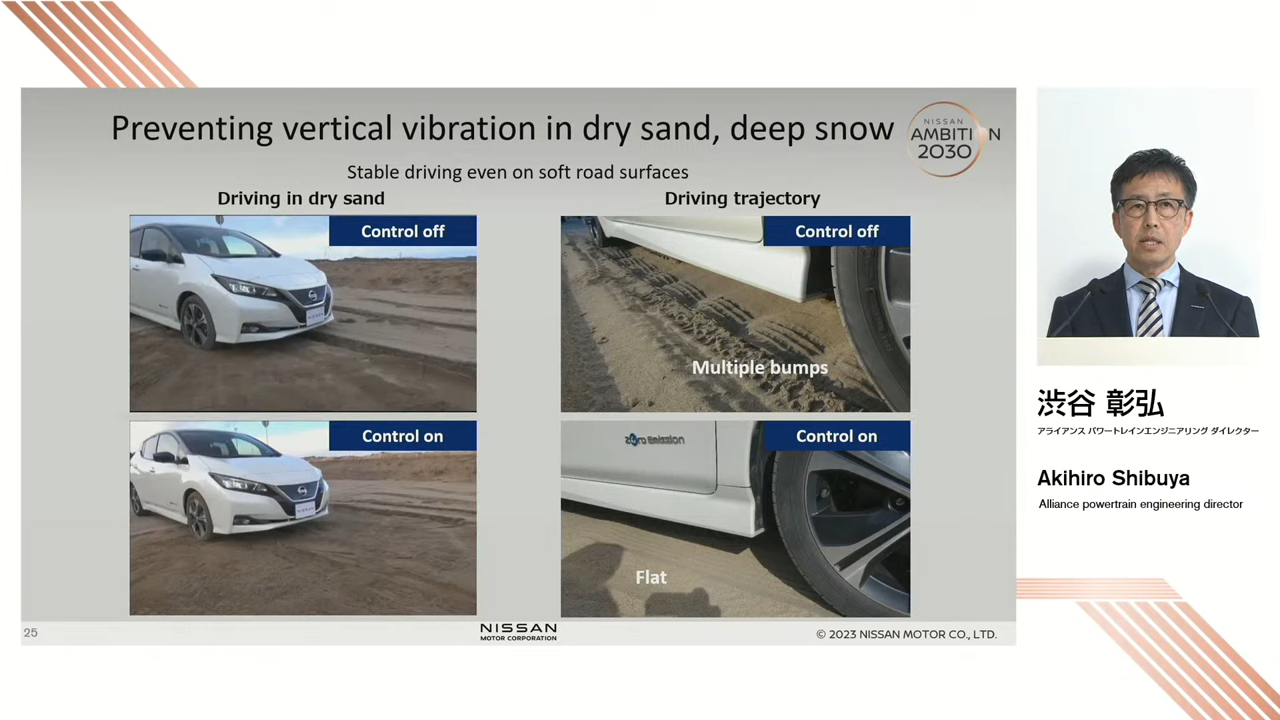 Preventing vertical vibration in dry sand, deep snow
NISSAN
AMBITI N
2030
Stable driving even on soft road surfaces
Driving in dry sand
Driving trajectory
Control off
Control off
Multiple bumps
Control on
Control on
Zero Emission
Flat
25
NISSAN
MOTOR CORPORATION
© 2023 NISSAN MOTOR CO., LTD.
渋谷 彰弘
アライアンス パワートレインエンジニアリング ダイレクター
Akihiro Shibuya
Alliance powertrain engineering director